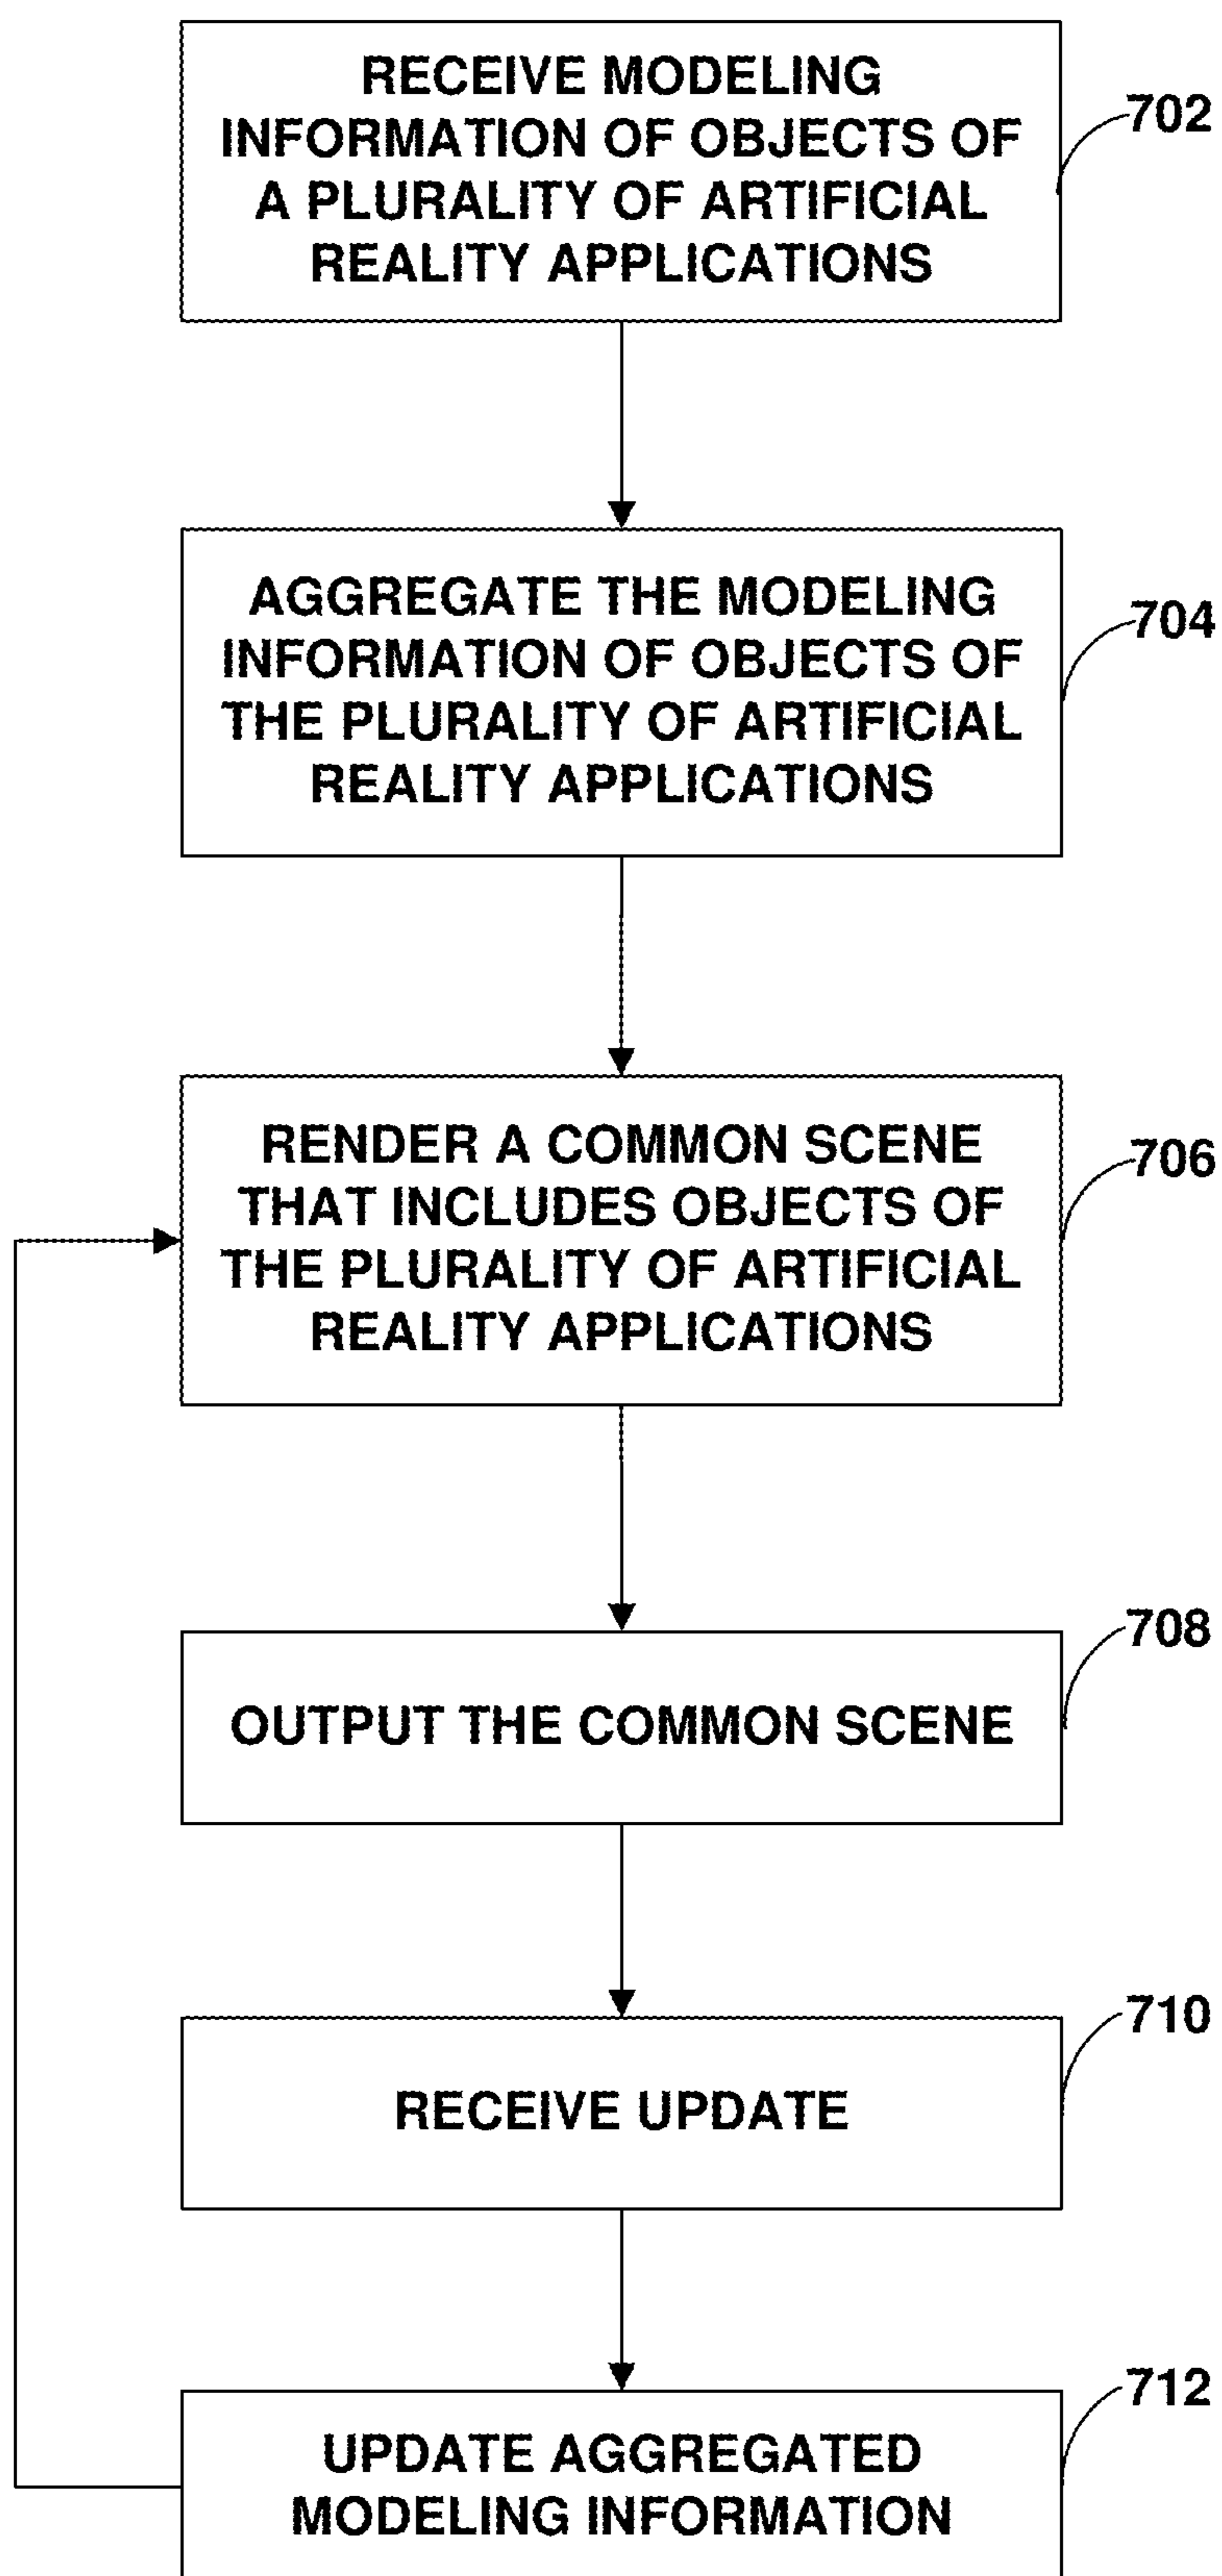 RECEIVE MODELING
INFORMATION OF OBJECTS OF
A PLURALITY OF ARTIFICIAL
REALITY APPLICATIONS
702
AGGREGATE THE MODELING
INFORMATION OF OBJECTS OF
THE PLURALITY OF ARTIFICIAL
REALITY APPLICATIONS
704
RENDER A COMMON SCENE
THAT INCLUDES OBJECTS OF
THE PLURALITY OF ARTIFICIAL
REALITY APPLICATIONS
706
OUTPUT THE COMMON SCENE
708
RECEIVE UPDATE
710
UPDATE AGGREGATED
MODELING INFORMATION
712